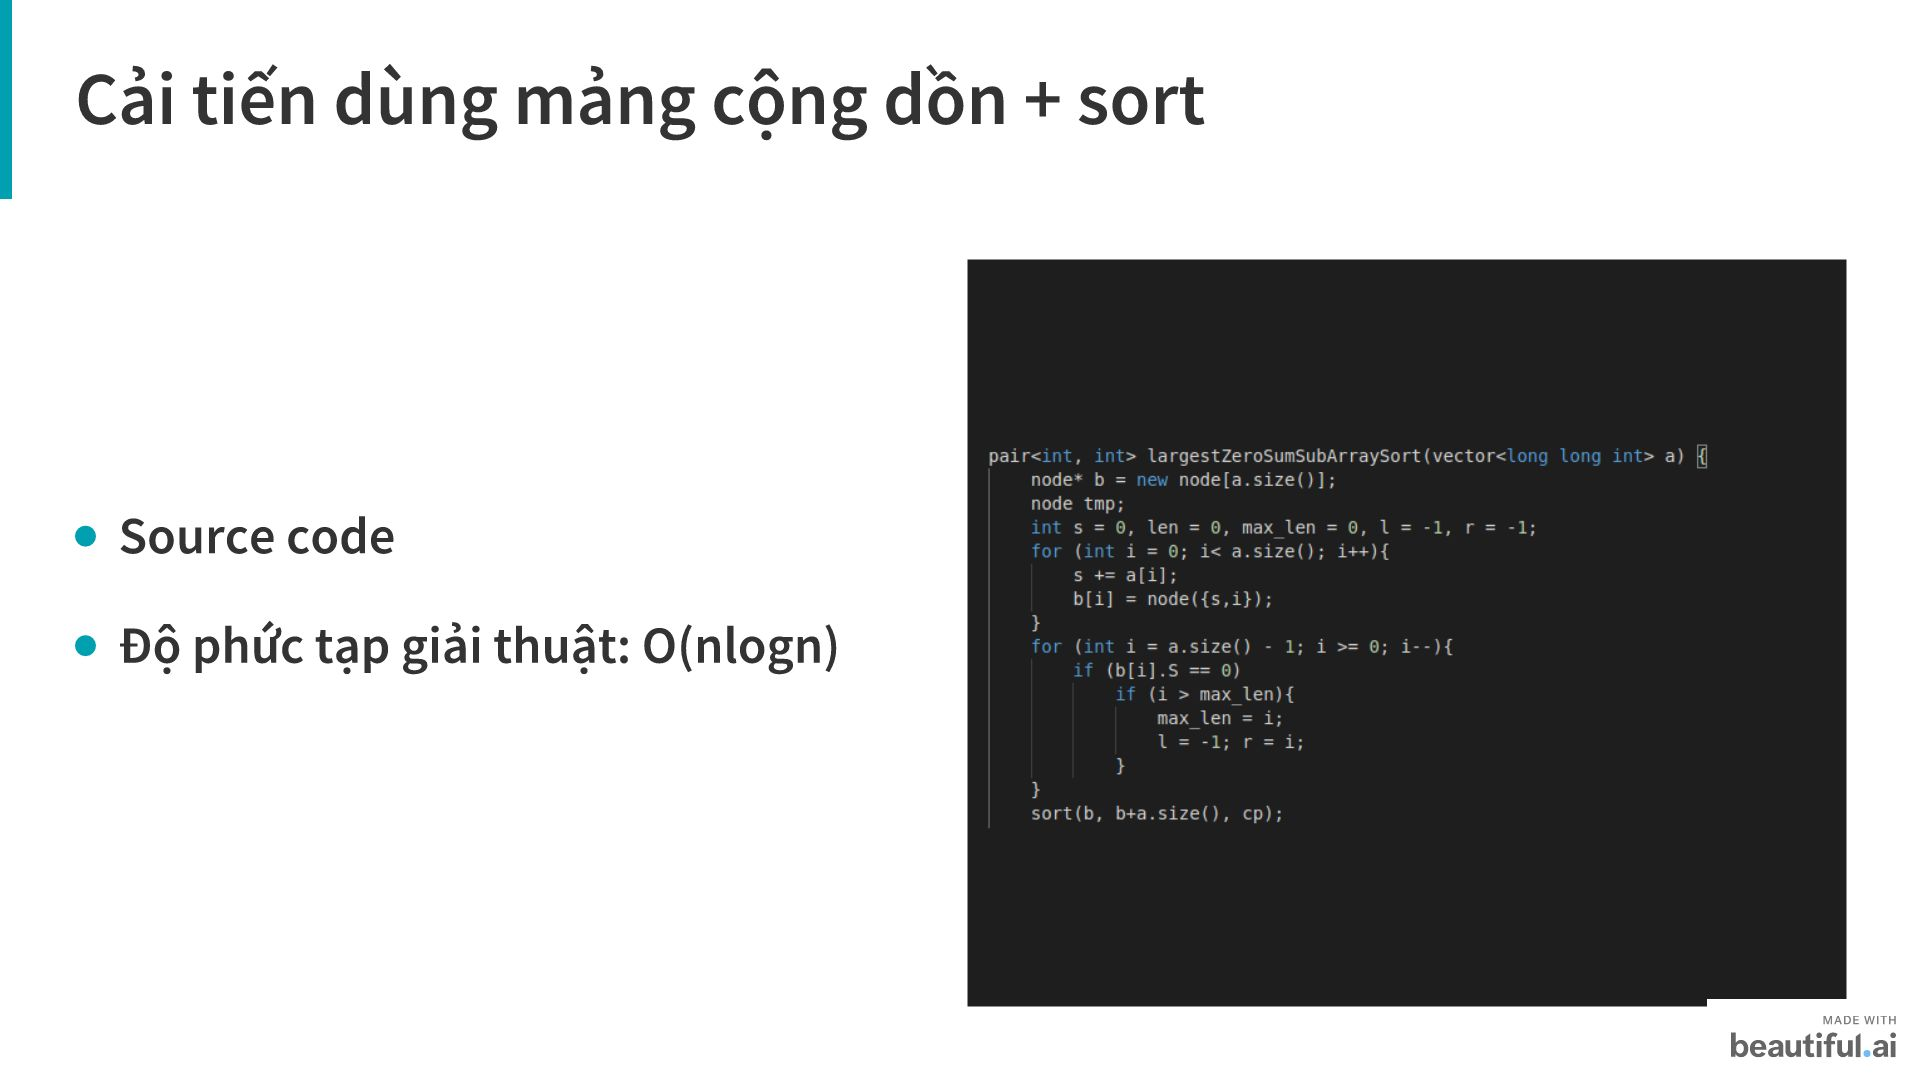 Cải tiến dùng mảng cộng dồn + sort
Source code
Độ phức tạp giải thuật: O(nlogn)
pair<int, int> largestZeroSumSubArraySort(vector<long long int> a) {
    node* b = new node[a.size()];
    node tmp;
    int s = 0, len = 0, max_len = 0, l = -1, r = -1;
    for (int i = 0; i< a.size(); i++){
        s += a[i];
        b[i] = node({s,i});
    }
    for (int i = a.size() - 1; i >= 0; i--){
        if (b[i].S == 0)
            if (i > max_len){
                max_len = i;
                l = -1; r = i;
            }
    }
    sort(b, b+a.size(), cp);
MADE WITH
beautiful.ai